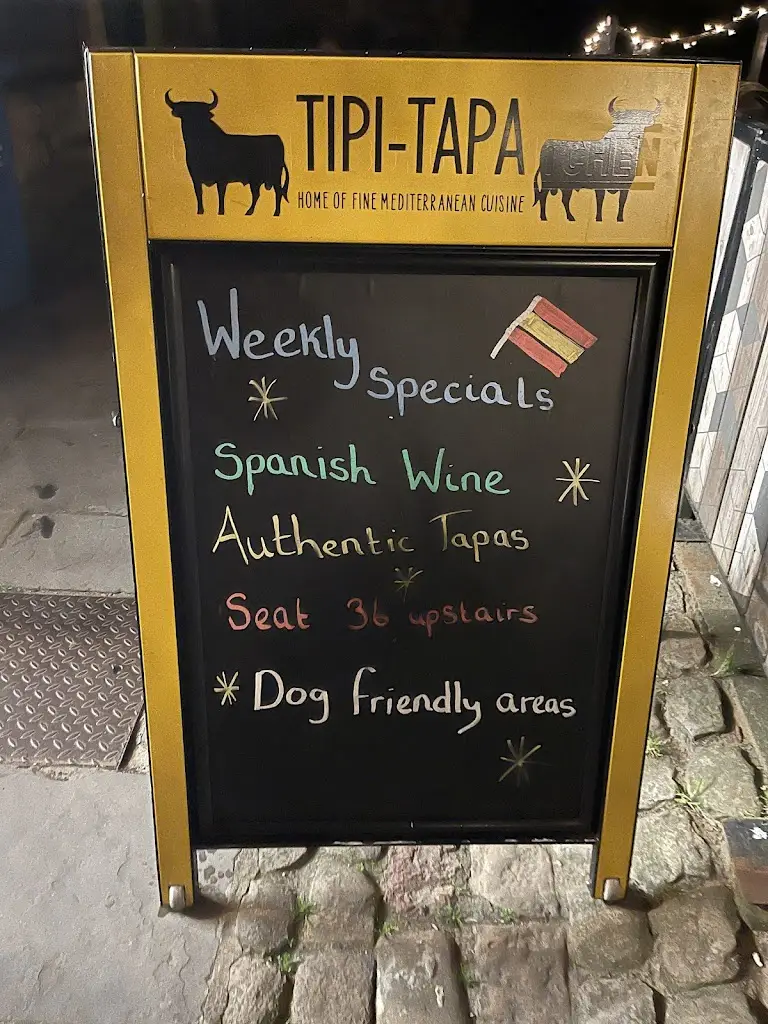 TIPI-TAPA
HOME OF FINE MEDITERRANEAN CUISINE
Weekly
Specials
Spanish Wine
Authentic Tapas
Seat 36 upstairs
Dog friendly areas